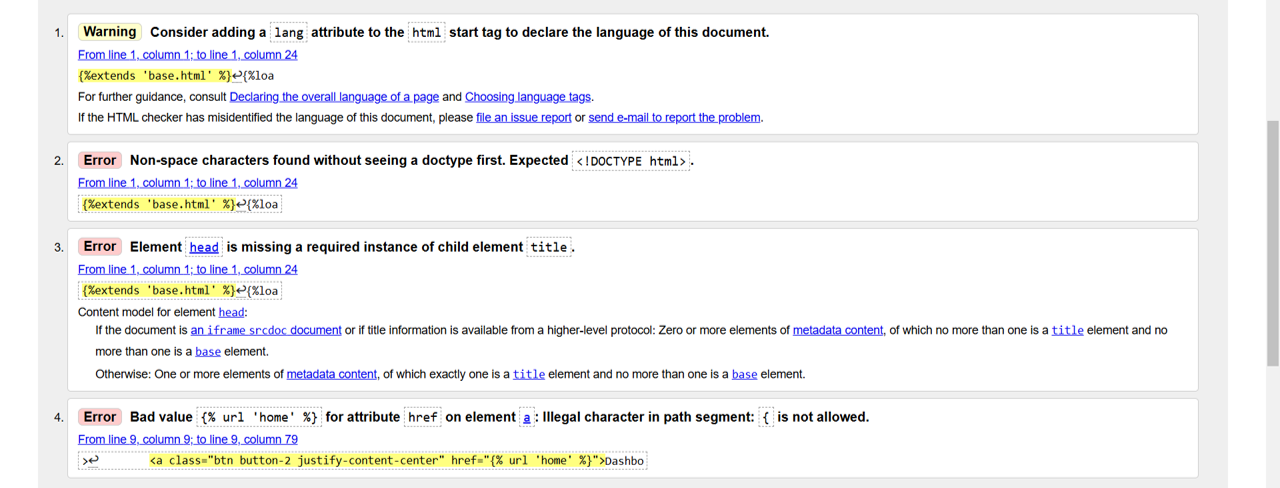 1. Warning Consider adding a lang attribute to the html start tag to declare the language of this document.
From line 1, column 1; to line 1, column 24
{%extends 'base.html' %}↩{%loa
For further guidance, consult Declaring the overall language of a page and Choosing language tags.
If the HTML checker has misidentified the language of this document, please file an issue report or send e-mail to report the problem.
2. Error Non-space characters found without seeing a doctype first. Expected <!DOCTYPE html>.
From line 1, column 1; to line 1, column 24
{%extends 'base.html' %}↩{%loa
3. Error Element head is missing a required instance of child element title.
From line 1, column 1; to line 1, column 24
{%extends 'base.html' %}↩{%loa
Content model for element head:
If the document is an iframe srcdoc document or if title information is available from a higher-level protocol: Zero or more elements of metadata content, of which no more than one is a title element and no
more than one is a base element.
Otherwise: One or more elements of metadata content, of which exactly one is a title element and no more than one is a base element.
4. Error Bad value {% url 'home' %} for attribute href on element a: Illegal character in path segment: { is not allowed.
From line 9, column 9; to line 9, column 79
>↩ <a class="btn button-2 justify-content-center" href="{% url 'home' %}">Dashbo